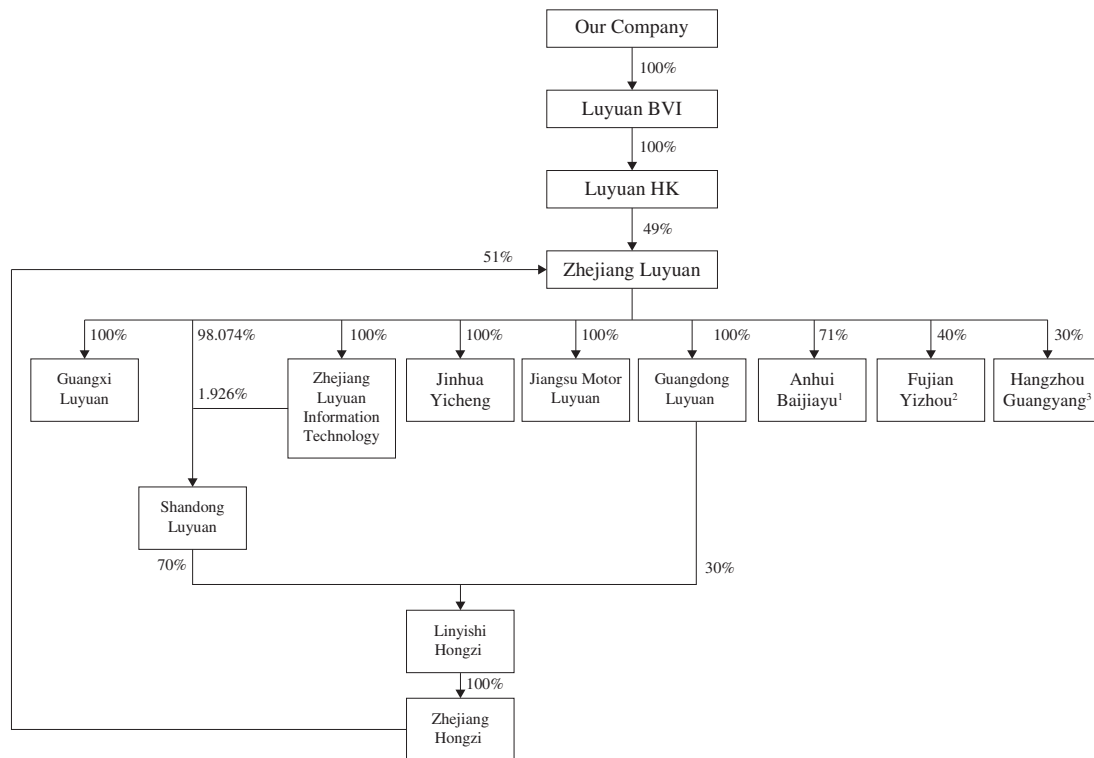 Our Company
100%
Luyuan BVI
100%
Luyuan HK
49%
51%
Zhejiang Luyuan
100%
98.074%
100%
100%
100%
100%
71%
40%
30%
Guangxi
Luyuan
1.926%
Zhejiang
Luyuan
Information
Technology
Jinhua
Yicheng
Jiangsu Motor
Luyuan
Guangdong
Luyuan
Anhui
Baijiayu¹
Fujian
Yizhou²
Hangzhou
Guangyang³
Shandong
Luyuan
70%
30%
Linyishi
Hongzi
100%
Zhejiang
Hongzi